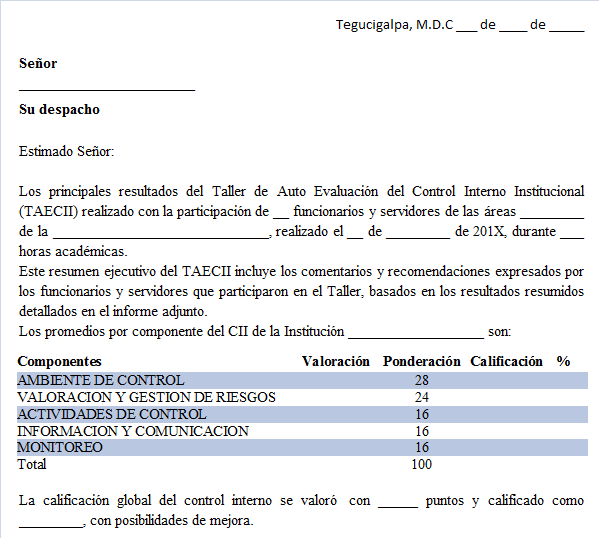 Tegucigalpa, M.D.C ___ de ____ de _____
Señor
_________________________
Su despacho
Estimado Señor:
Los principales resultados del Taller de Auto Evaluación del Control Interno Institucional
(TAECII) realizado con la participación de __ funcionarios y servidores de las áreas _________
de la _______________________________, realizado el __ de _________ de 201X, durante ___
horas académicas.
Este resumen ejecutivo del TAECII incluye los comentarios y recomendaciones expresados por
los funcionarios y servidores que participaron en el Taller, basados en los resultados resumidos
detallados en el informe adjunto.
Los promedios por componente del CII de la Institución ___________________ son:
Componentes Valoración Ponderación Calificación %
AMBIENTE DE CONTROL 28
VALORACION Y GESTION DE RIESGOS 24
ACTIVIDADES DE CONTROL 16
INFORMACION Y COMUNICACION 16
MONITOREO 16
Total 100
La calificación global del control interno se valoró con ______ puntos y calificado como
_________, con posibilidades de mejora.